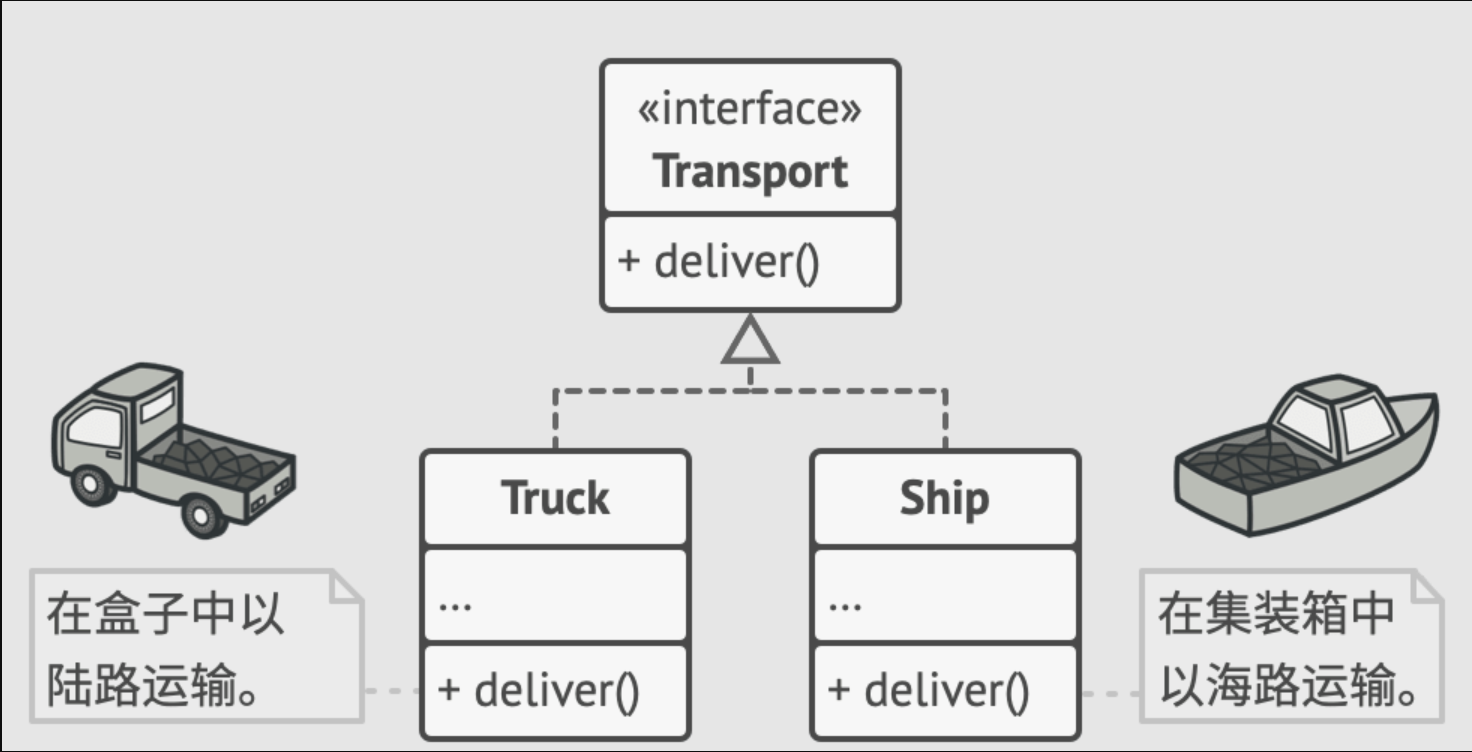 «interface»
Transport
+ deliver()
Truck
...
+ deliver()
Ship
...
+ deliver()
在盒子中以
陆路运输。
在集装箱中
以海路运输。